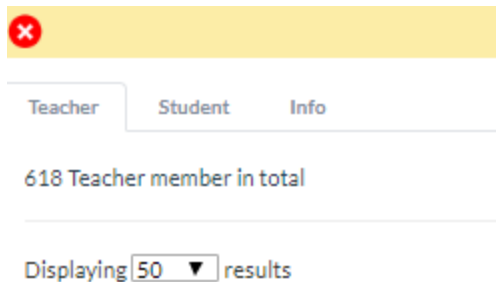 Teacher Student Info
618 Teacher member in total
Displaying 50 results